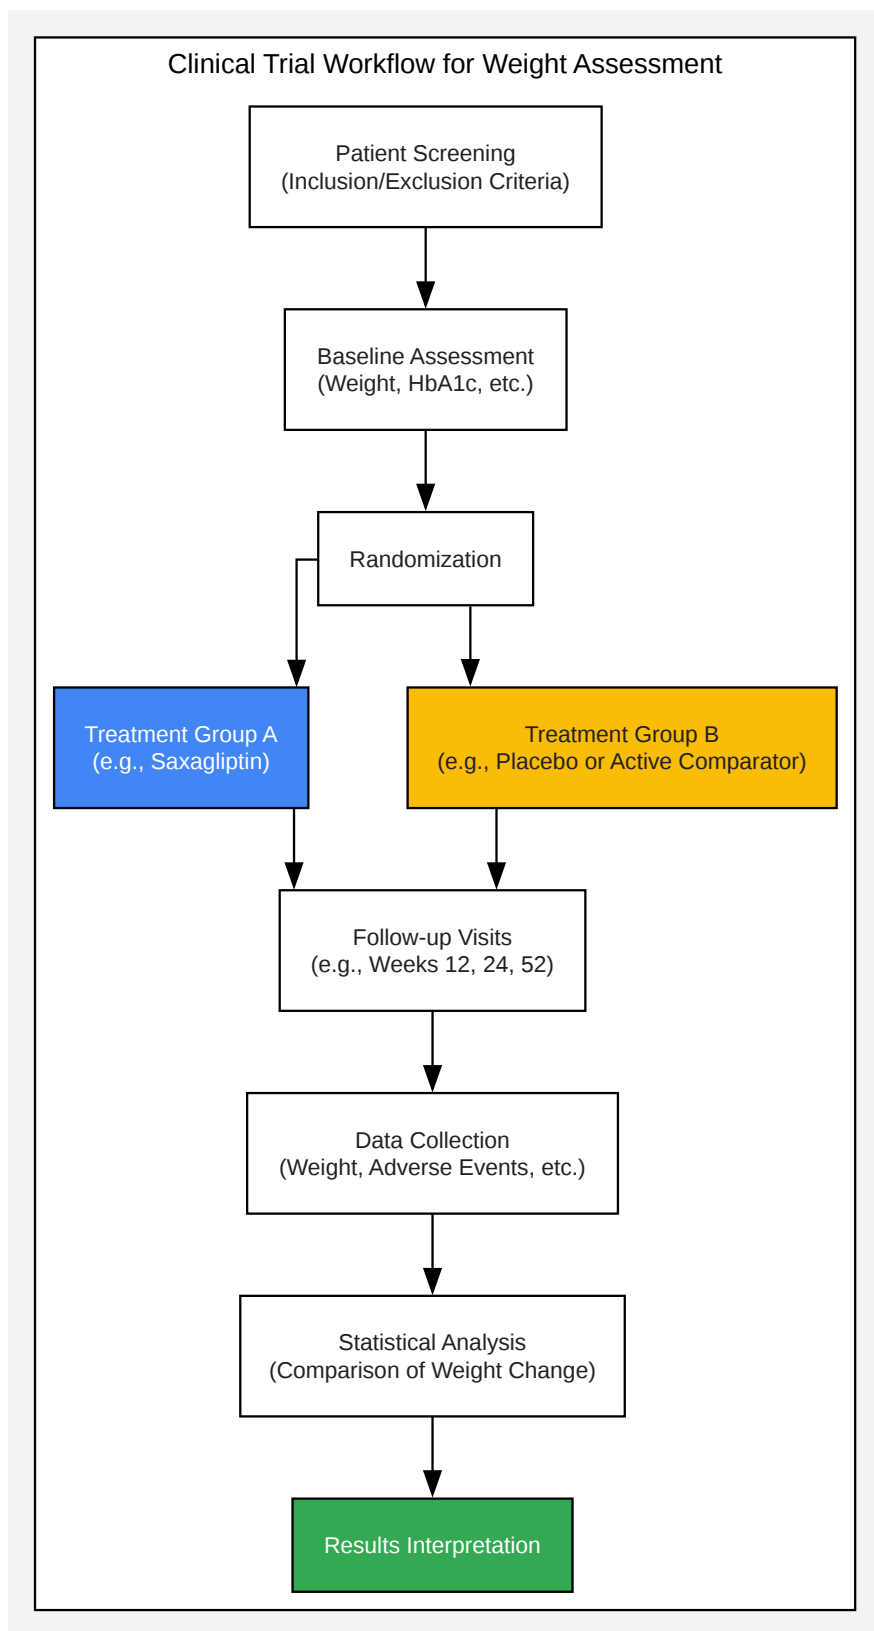 Clinical Trial Workflow for Weight Assessment
Patient Screening
(Inclusion/Exclusion Criteria)
Baseline Assessment
(Weight, HbA1c, etc.)
Randomization
Treatment Group A
(e.g., Saxagliptin)
Treatment Group B
(e.g., Placebo or Active Comparator)
Follow-up Visits
(e.g., Weeks 12, 24, 52)
Data Collection
(Weight, Adverse Events, etc.)
Statistical Analysis
(Comparison of Weight Change)
Results Interpretation